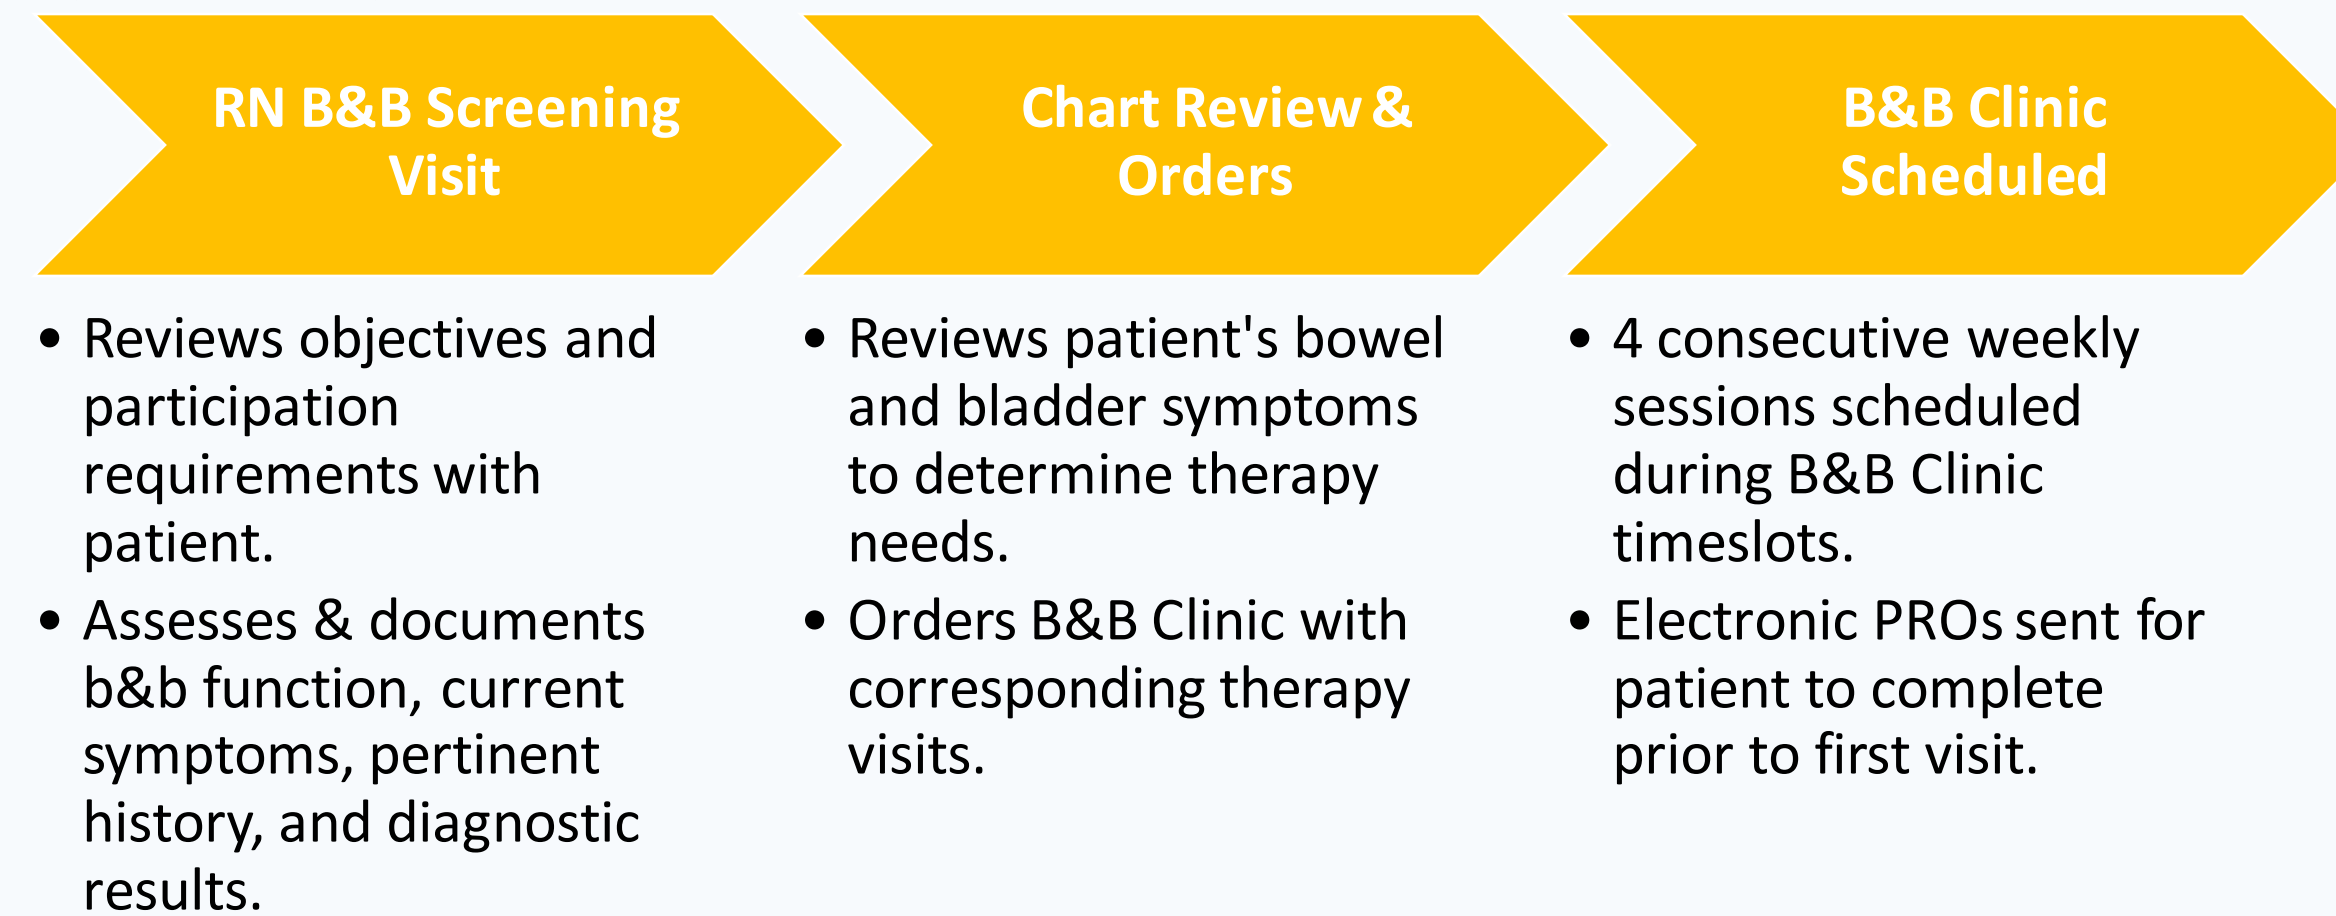 RN B&B Screening
Visit
• Reviews objectives and
participation
requirements with
patient.
• Assesses & documents
b&b function, current
symptoms, pertinent
history, and diagnostic
results.
Chart Review &
Orders
• Reviews patient's bowel
and bladder symptoms
to determine therapy
needs.
• Orders B&B Clinic with
corresponding therapy
visits.
B&B Clinic
Scheduled
• 4 consecutive weekly
sessions scheduled
during B&B Clinic
timeslots.
• Electronic PROs sent for
patient to complete
prior to first visit.